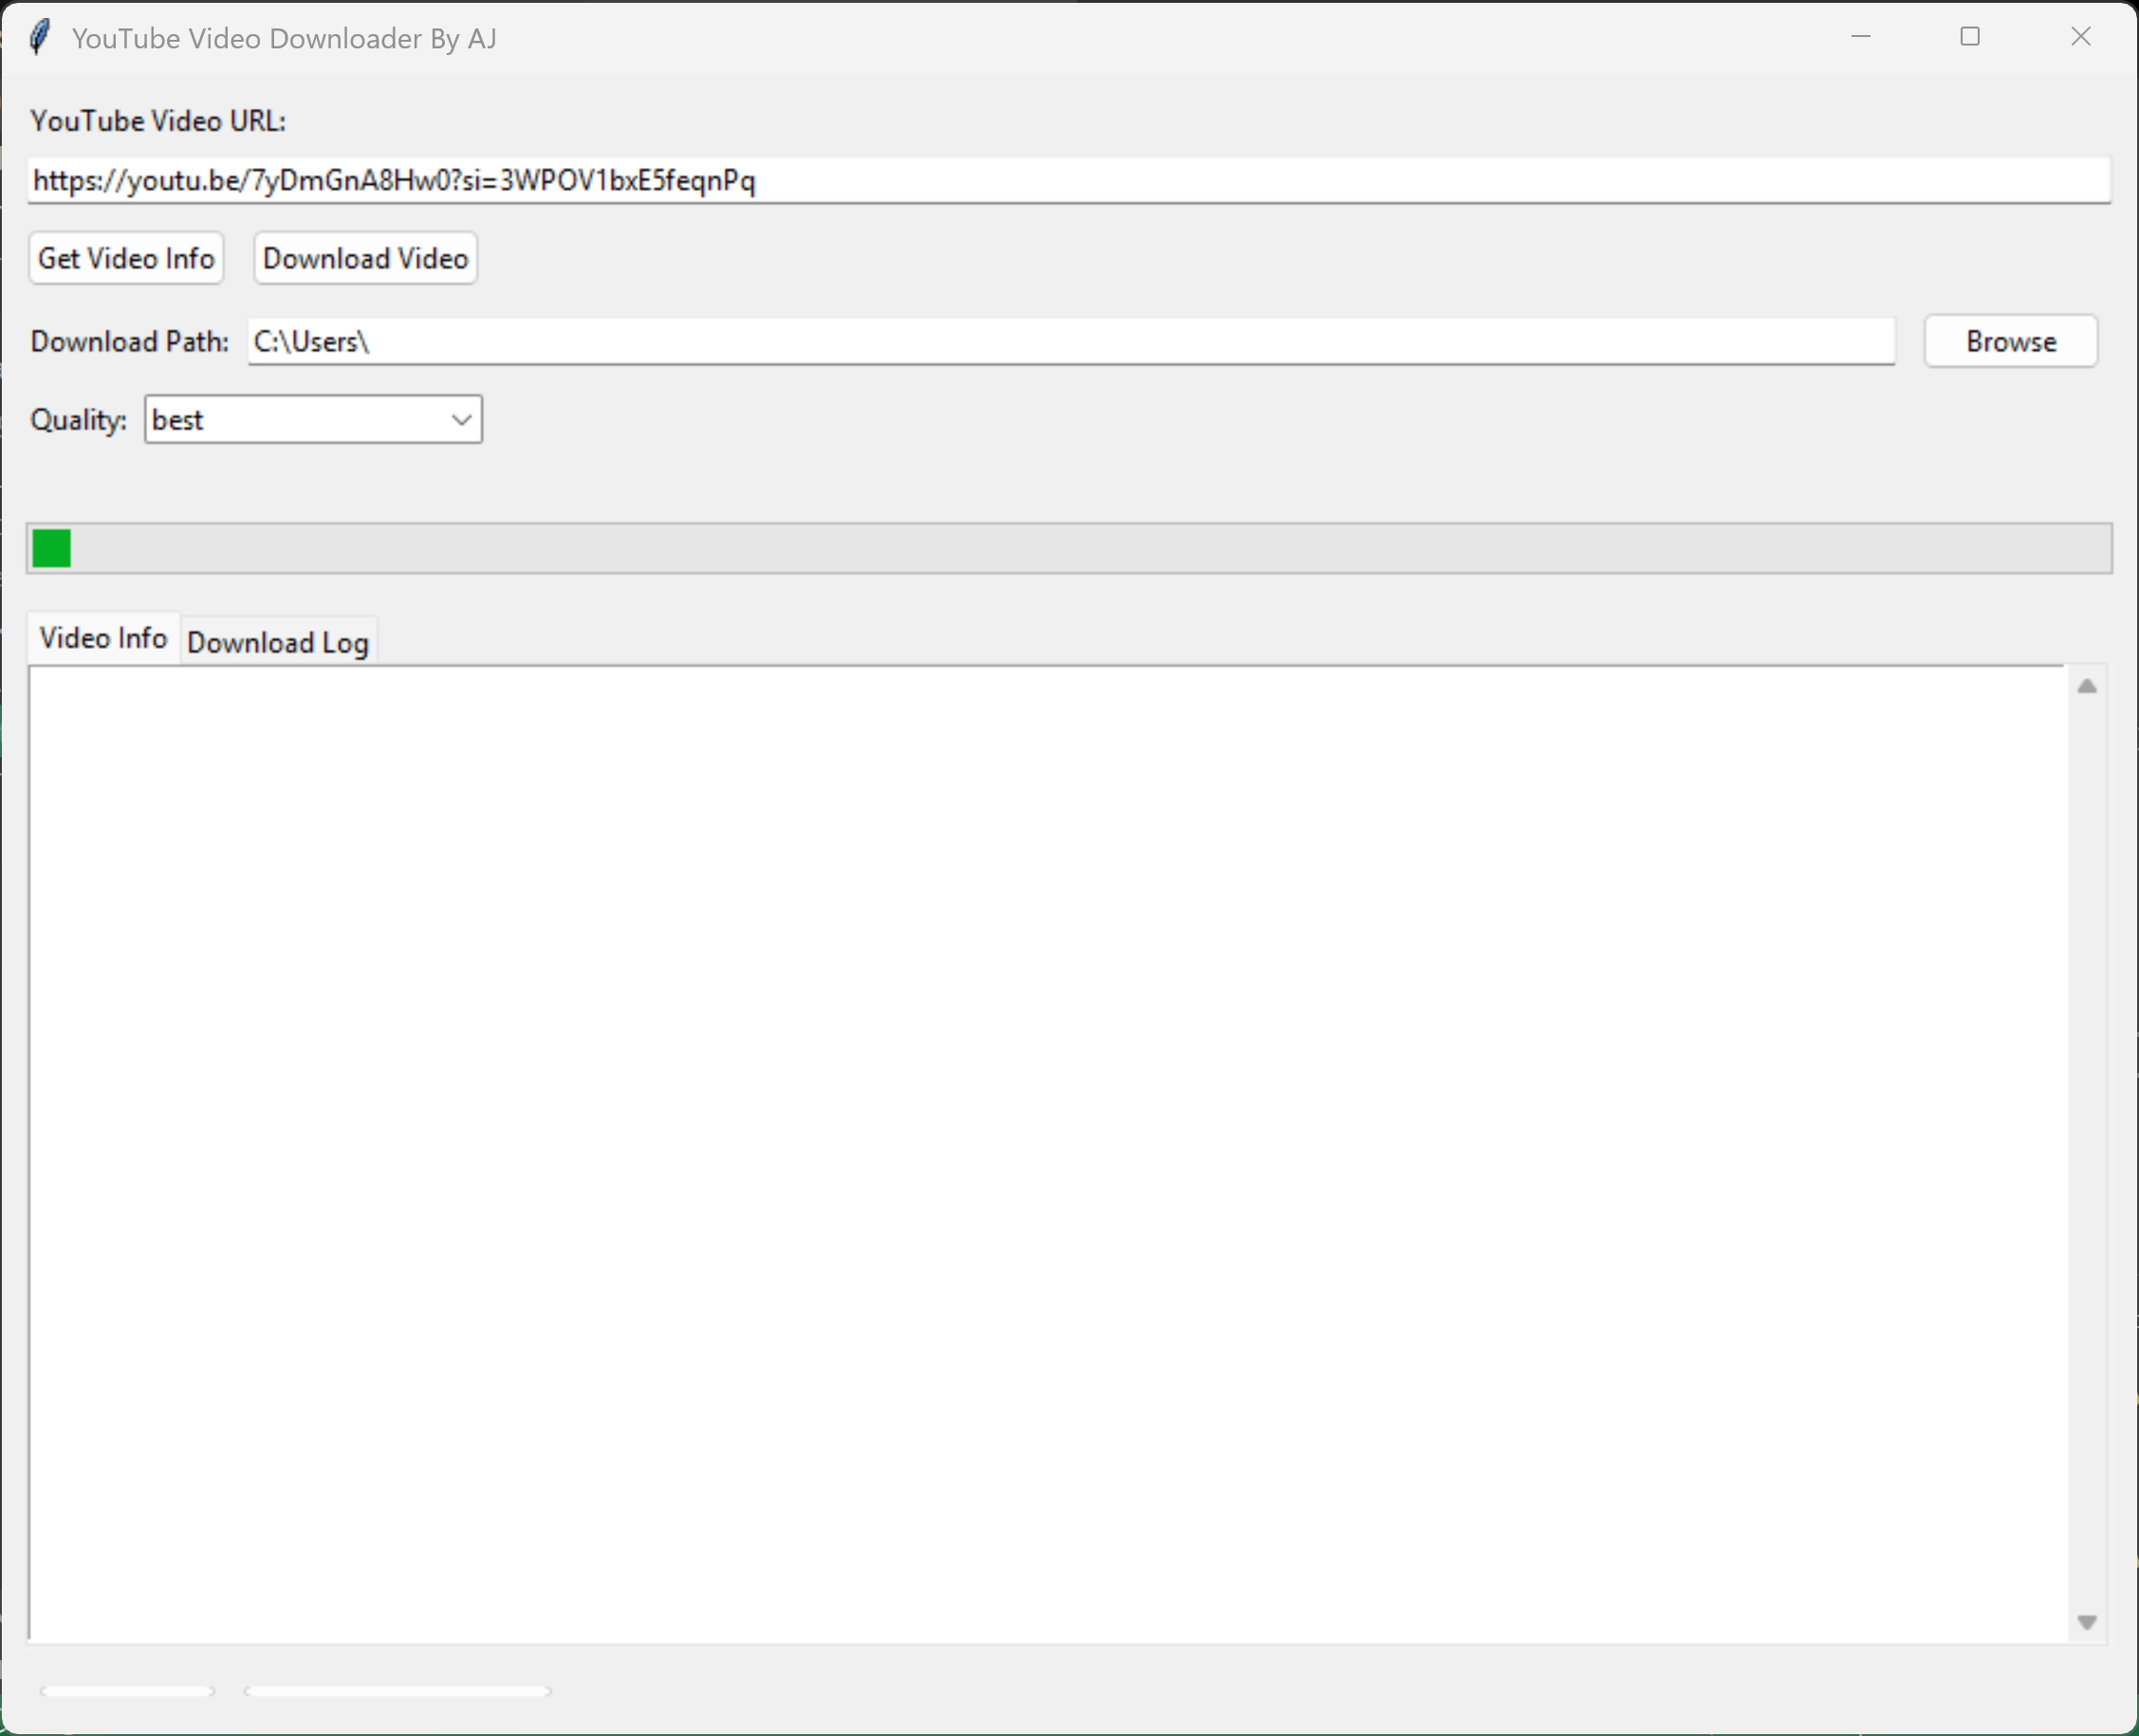 YouTube Video Downloader By AJ
YouTube Video URL:
https://youtu.be/7yDmGnA8Hw0?si=3WPOV1bxE5feqnPq
Get Video Info Download Video
Download Path: C:\Users\ Browse
Quality: best
Video Info Download Log